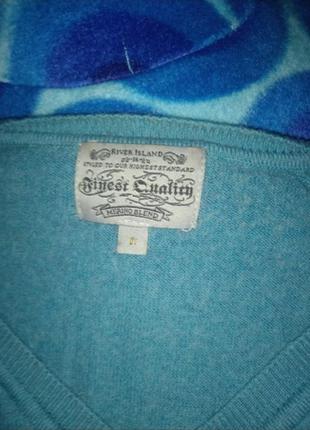 RIVER ISLAND
STYLED TO OUR HIGHEST STANDARD
Finest Quality
MERINO BLEND